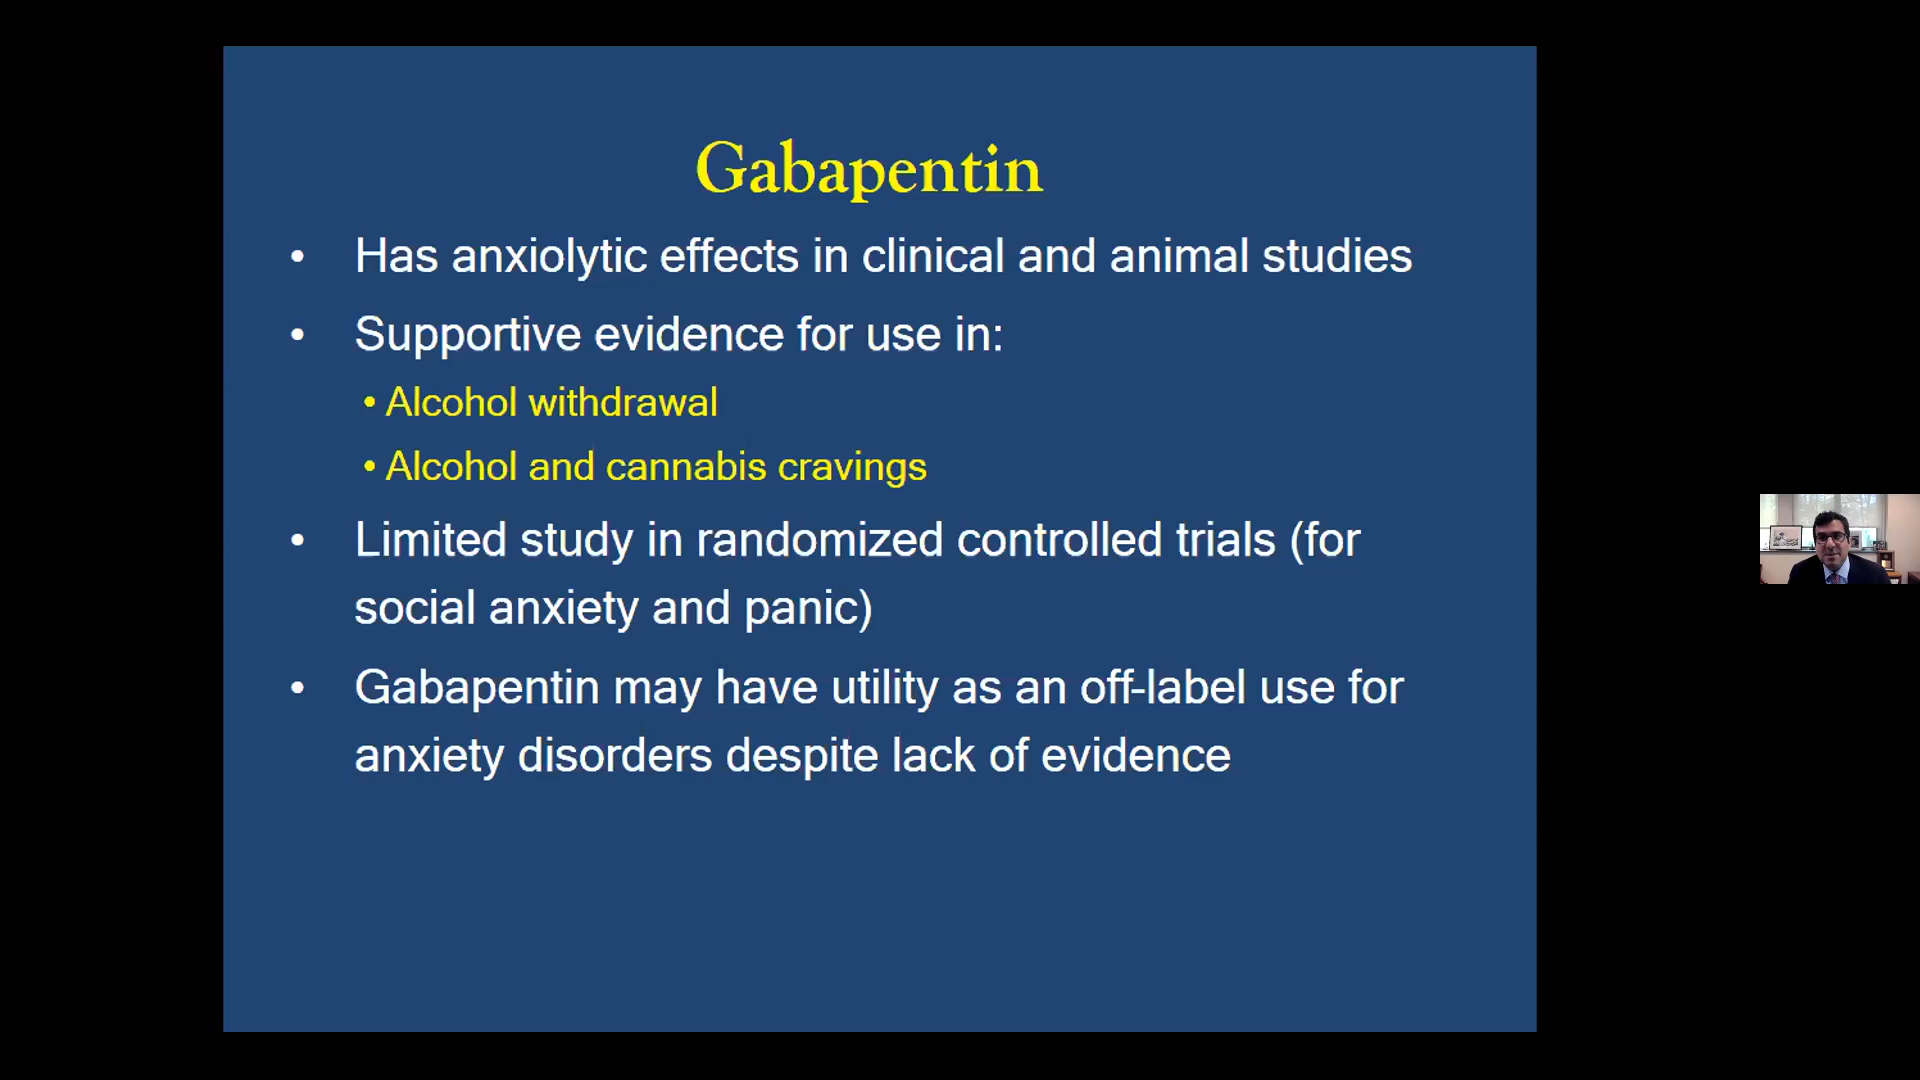 Gabapentin
• Has anxiolytic effects in clinical and animal studies
• Supportive evidence for use in:
• Alcohol withdrawal
• Alcohol and cannabis cravings
• Limited study in randomized controlled trials (for
social anxiety and panic)
• Gabapentin may have utility as an off-label use for
anxiety disorders despite lack of evidence